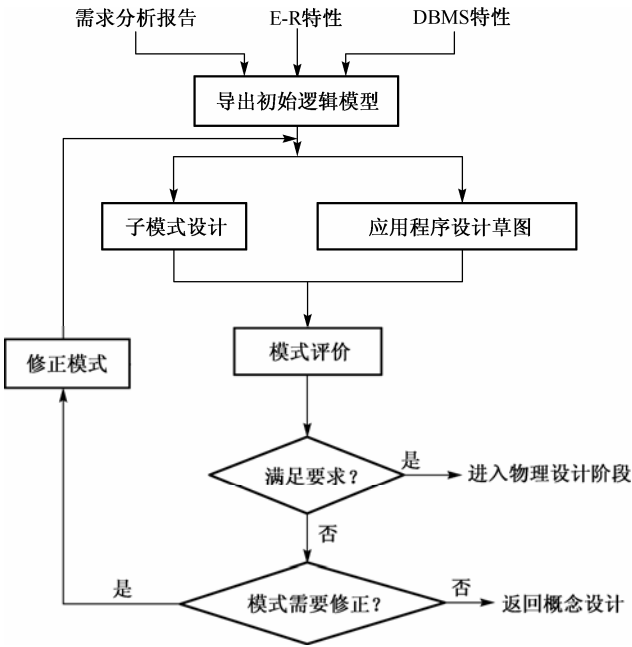 需求分析报告
E-R特性
DBMS特性
导出初始逻辑模型
子模式设计
应用程序设计草图
修正模式
模式评价
满足要求?
是
进入物理设计阶段
否
是
模式需要修正?
否
返回概念设计